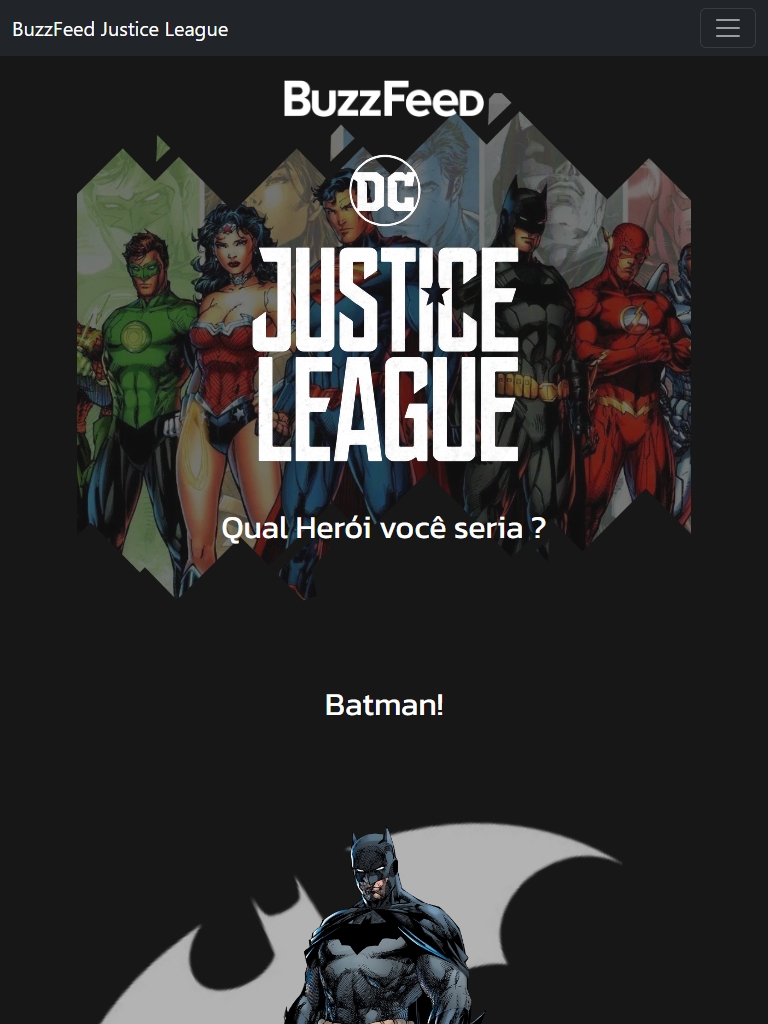 BuzzFeed Justice League
BuzzFeed
DC
JUSTICE
LEAGUE
Qual Herói você seria ?
Batman!